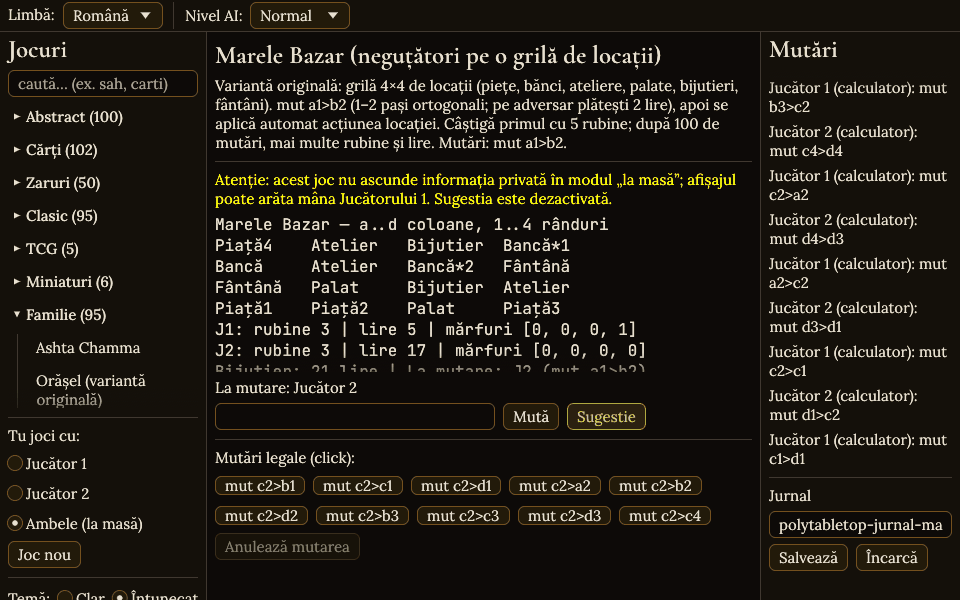 Limbă: Română ▼ Nivel AI: Normal ▼
Jocuri
caută... (ex. sah, carti)
▸ Abstract (100)
▸ Cărți (102)
▸ Zaruri (50)
▸ Clasic (95)
▸ TCG (5)
▸ Miniaturi (6)
▾ Familie (95)
Ashta Chamma
Orășel (variantă
originală)
Tu joci cu:
Jucător 1
Jucător 2
Ambele (la masă)
Joc nou
Temă: Clar Întunecat
Marele Bazar (neguțători pe o grilă de locații)
Variantă originală: grilă 4×4 de locații (piețe, bănci, ateliere, palate, bijutieri,
fântâni). mut a1>b2 (1–2 pași ortogonali; pe adversar plătești 2 lire), apoi se
aplică automat acțiunea locației. Câștigă primul cu 5 rubine; după 100 de
mutări, mai multe rubine și lire. Mutări: mut a1>b2.
Atenție: acest joc nu ascunde informația privată în modul „la masă”; afișajul
poate arăta mâna Jucătorului 1. Sugestia este dezactivată.
Marele Bazar — a..d coloane, 1..4 rânduri
Piață4 Atelier Bijutier Bancă*1
Bancă Atelier Bancă*2 Fântână
Fântână Palat Bijutier Atelier
Piață1 Piață2 Palat Piață3
J1: rubine 3 | lire 5 | mărfuri [0, 0, 0, 1]
J2: rubine 3 | lire 17 | mărfuri [0, 0, 0, 0]
Bijutier: 21 lire | La mutare: J2 (mut a1>b2)
La mutare: Jucător 2
Mută Sugestie
Mutări legale (click):
mut c2>b1 mut c2>c1 mut c2>d1 mut c2>a2 mut c2>b2
mut c2>d2 mut c2>b3 mut c2>c3 mut c2>d3 mut c2>c4
Anulează mutarea
Mutări
Jucător 1 (calculator): mut
b3>c2
Jucător 2 (calculator):
mut c4>d4
Jucător 1 (calculator): mut
c2>a2
Jucător 2 (calculator):
mut d4>d3
Jucător 1 (calculator): mut
a2>c2
Jucător 2 (calculator):
mut d3>d1
Jucător 1 (calculator): mut
c2>c1
Jucător 2 (calculator):
mut d1>c2
Jucător 1 (calculator): mut
c1>d1
Jurnal
polytabletop-jurnal-ma
Salvează Încarcă